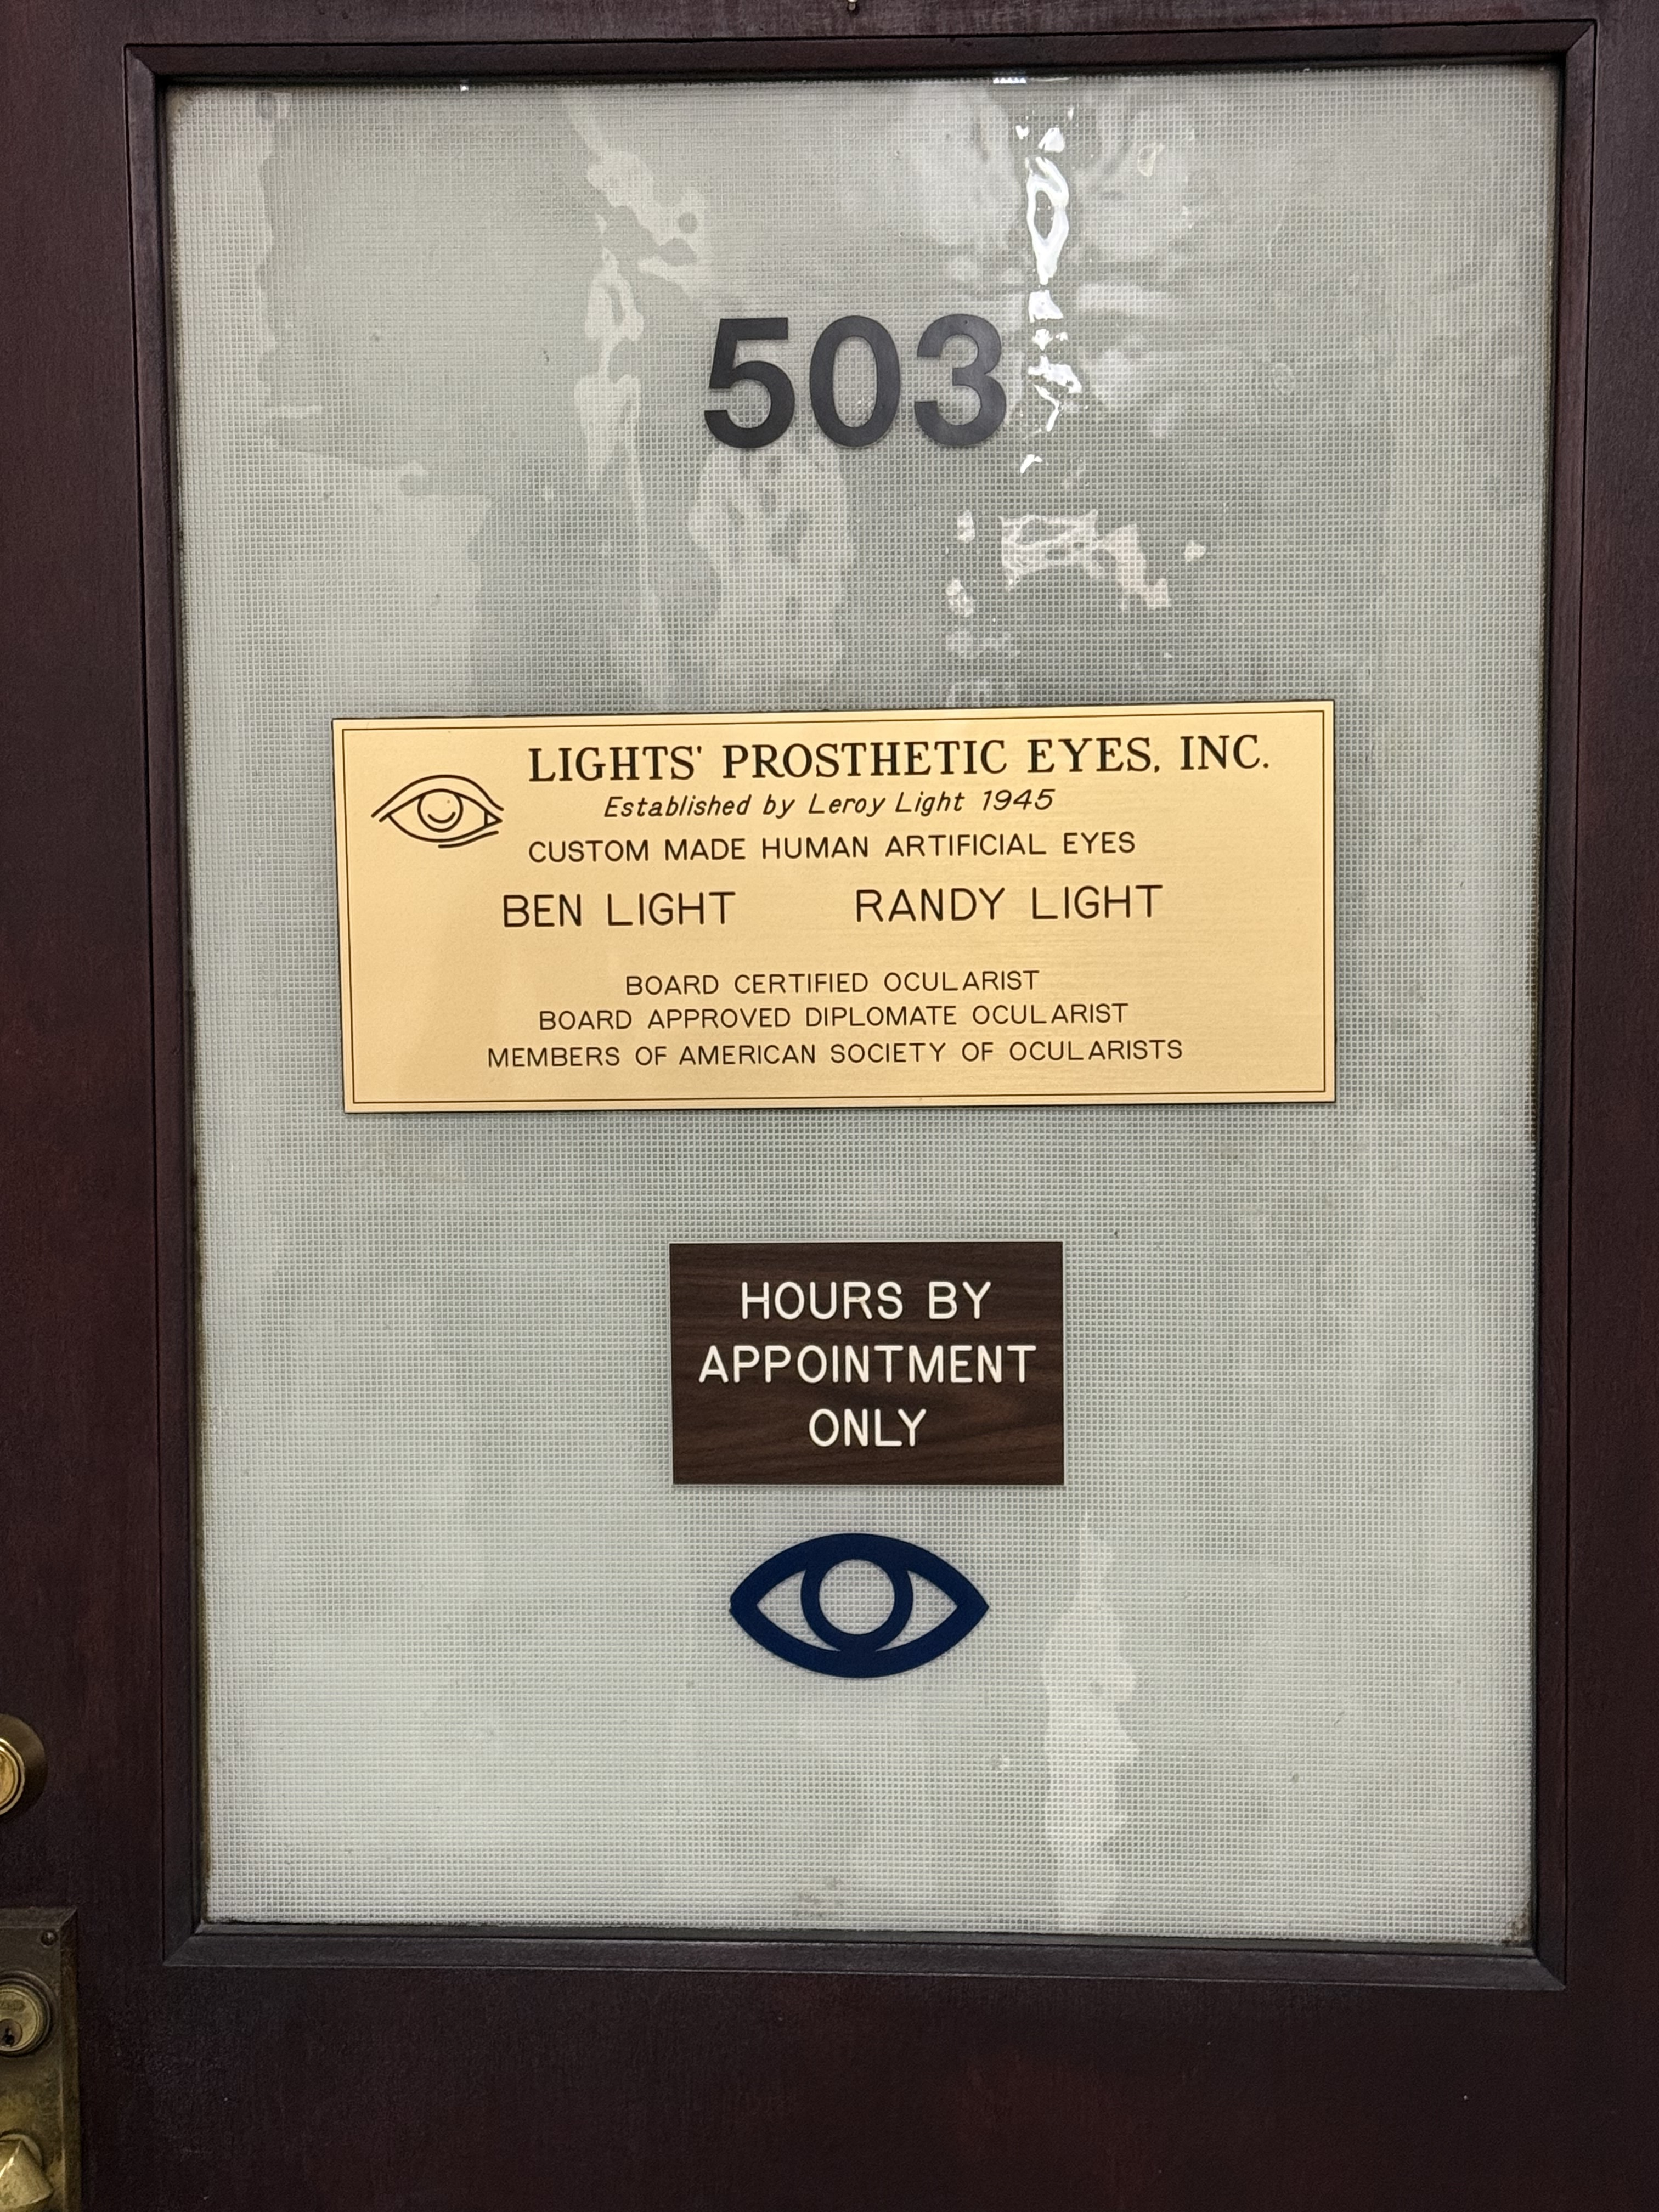 503
LIGHTS' PROSTHETIC EYES, INC.
Established by Leroy Light 1945
CUSTOM MADE HUMAN ARTIFICIAL EYES
BEN LIGHT RANDY LIGHT
BOARD CERTIFIED OCULARIST
BOARD APPROVED DIPLOMATE OCULARIST
MEMBERS OF AMERICAN SOCIETY OF OCULARISTS
HOURS BY
APPOINTMENT
ONLY